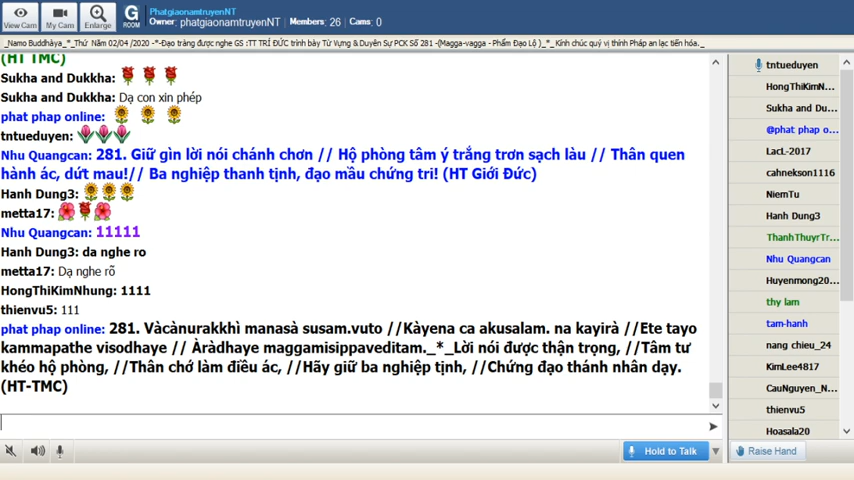 View Cam
My Cam
Enlarge
G
ROOM
PhatgiaonamtruyenNT
Owner: phatgiaonamtruyenNT | Members: 26 | Cams: 0
_Namo Buddhàya_*_Thứ Năm 02/04 /2020 -*-Đạo tràng được nghe GS :TT TRÍ ĐỨC trình bày Từ Vựng &Duyên Sự PCK Số 281 -(Magga-vagga - Phẩm Đạo Lộ )_*_ Kính chúc quý vị thính Pháp an lạc tiến hóa._
(HT TMC)
Sukha and Dukkha:
Sukha and Dukkha: Dạ con xin phép
phat phap online:
tntueduyen:
Nhu Quangcan: 281. Giữ gìn lời nói chánh chơn // Hộ phòng tâm ý trắng trơn sạch làu // Thân quen
hành ác, dứt mau!// Ba nghiệp thanh tịnh, đạo mầu chứng tri! (HT Giới Đức)
Hanh Dung3:
metta17:
Nhu Quangcan: 11111
Hanh Dung3: da nghe ro
metta17: Dạ nghe rõ
HongThiKimNhung: 1111
thienvu5: 111
phat phap online: 281. Vàcànurakkhì manasà susam.vuto //Kàyena ca akusalam. na kayirà //Ete tayo
kammapathe visodhaye // Àràdhaye maggamisippaveditam._*_Lời nói được thận trọng, //Tâm tư
khéo hộ phòng, //Thân chớ làm điều ác, //Hãy giữ ba nghiệp tịnh, //Chứng đạo thánh nhân dạy.
(HT-TMC)
Hold to Talk
tntueduyen
HongThiKimN...
Sukha and Du...
@phat phap o...
LacL-2017
cahnekson1116
NiemTu
Hanh Dung3
ThanhThuyrTr...
Nhu Quangcan
Huyenmong20...
thy lam
tam-hanh
nang chieu_24
KimLee4817
CauNguyen_N...
thienvu5
Hoasala20
Raise Hand